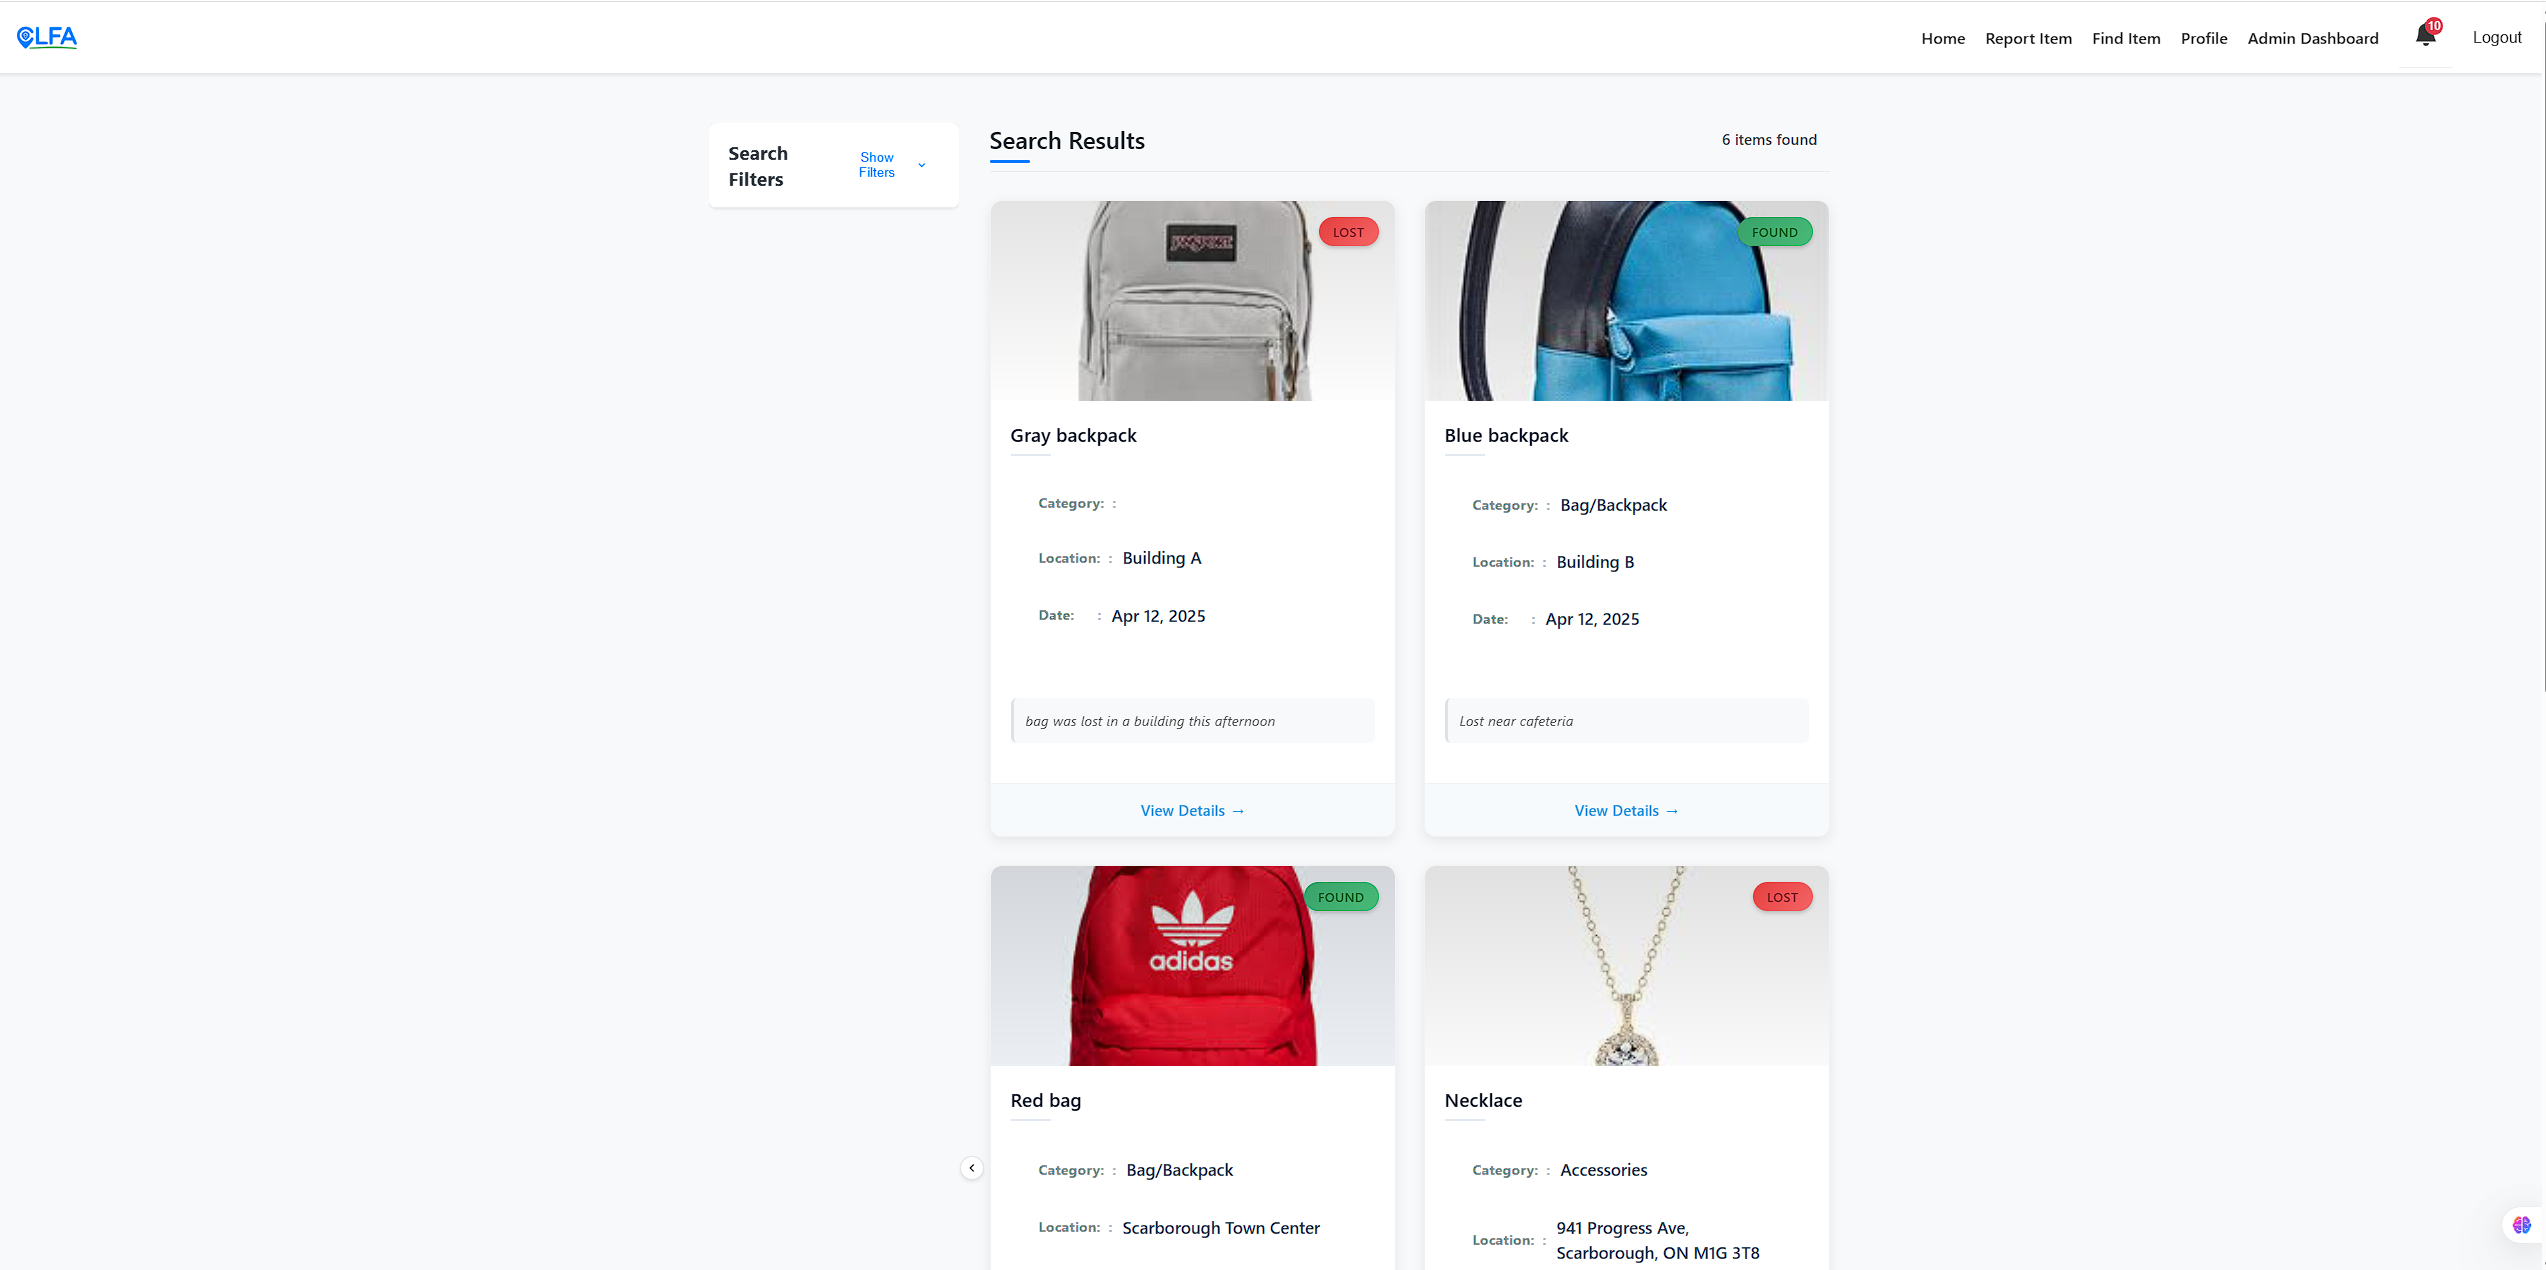 CLFA
Home Report Item Find Item Profile Admin Dashboard 10 Logout
Search Filters
Show Filters
Search Results
6 items found
JANSPORT
LOST
Gray backpack
Category: :
Location: : Building A
Date: : Apr 12, 2025
bag was lost in a building this afternoon
View Details →
FOUND
Blue backpack
Category: : Bag/Backpack
Location: : Building B
Date: : Apr 12, 2025
Lost near cafeteria
View Details →
adidas
FOUND
Red bag
Category: : Bag/Backpack
Location: : Scarborough Town Center
LOST
Necklace
Category: : Accessories
Location: : 941 Progress Ave,
Scarborough, ON M1G 3T8